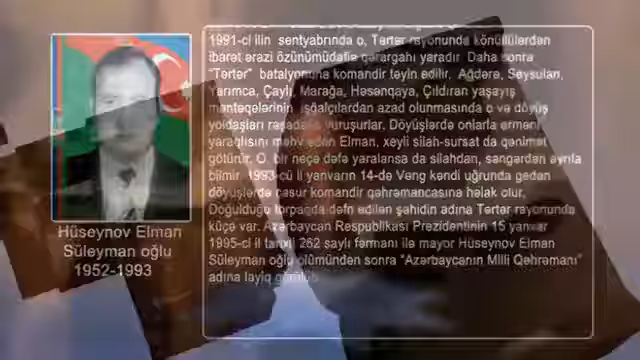 Hüseynov Elman
Süleyman oğlu
1952-1993
1991-ci ilin sentyabrında o, Tərtər rayonunda könüllülərdən
ibarət ərazi özünümüdafiə qərargahı yaradır. Daha sonra
"Tərtər" batalyonuna komandir təyin edilir. Ağdərə, Seysulan,
Yarımca, Çaylı, Marağa, Həsənqaya, Çıldıran yaşayış
məntəqələrinin işğalçılardan azad olunmasında o və döyüş
yoldaşları rəşadətlə vuruşurlar. Döyüşlərdə onlarla erməni
yaraqlısını məhv edən Elman, xeyli silah-sursat da qənimət
götürür. O, bir neçə dəfə yaralansa da silahdan, səngərdən ayrıla
bilmir. 1993-cü il yanvarın 14-də Vəng kəndi uğrunda gedən
döyüşlərdə cəsur komandir qəhrəmancasına həlak olur.
Doğulduğu torpaqda dəfn edilən şəhidin adına Tərtər rayonunda
küçə var. Azərbaycan Respublikası Prezidentinin 15 yanvar
1995-ci il tarixli 262 saylı fərmanı ilə mayor Hüseynov Elman
Süleyman oğlu ölümündən sonra "Azərbaycanın Milli Qəhrəmanı"
adına layiq görülüb.